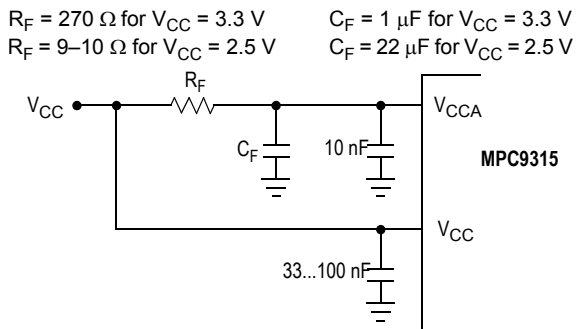 R_F = 270 Ω for V_CC = 3.3 V    C_F = 1 μF for V_CC = 3.3 V
R_F = 9–10 Ω for V_CC = 2.5 V    C_F = 22 μF for V_CC = 2.5 V
R_F
V_CC
V_CCA
C_F
10 nF
MPC9315
V_CC
33...100 nF